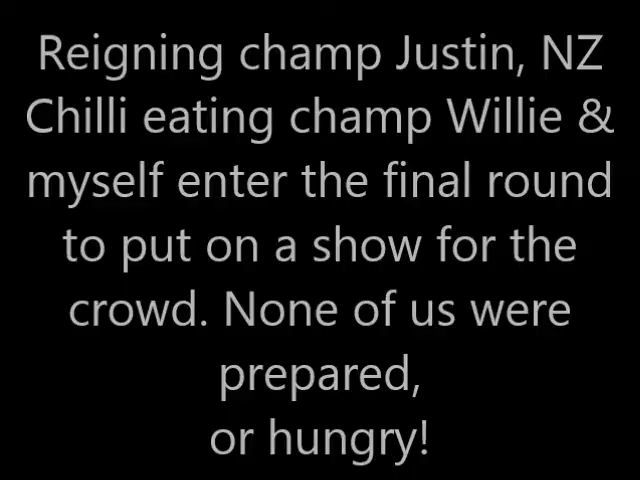 Reigning champ Justin, NZ
Chilli eating champ Willie &
myself enter the final round
to put on a show for the
crowd. None of us were
prepared,
or hungry!